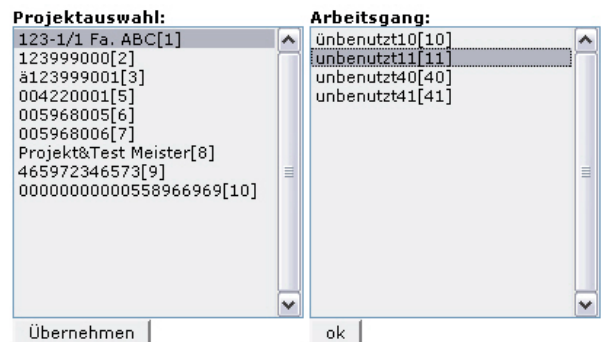 Projektauswahl:
123-1/1 Fa. ABC[1]
123999000[2]
ä123999001[3]
004220001[5]
005968005[6]
005968006[7]
Projekt&Test Meister[8]
465972346573[9]
00000000000558966969[10]
Übernehmen
Arbeitsgang:
ünbenutzt10[10]
unbenutzt11[11]
unbenutzt40[40]
unbenutzt41[41]
ok